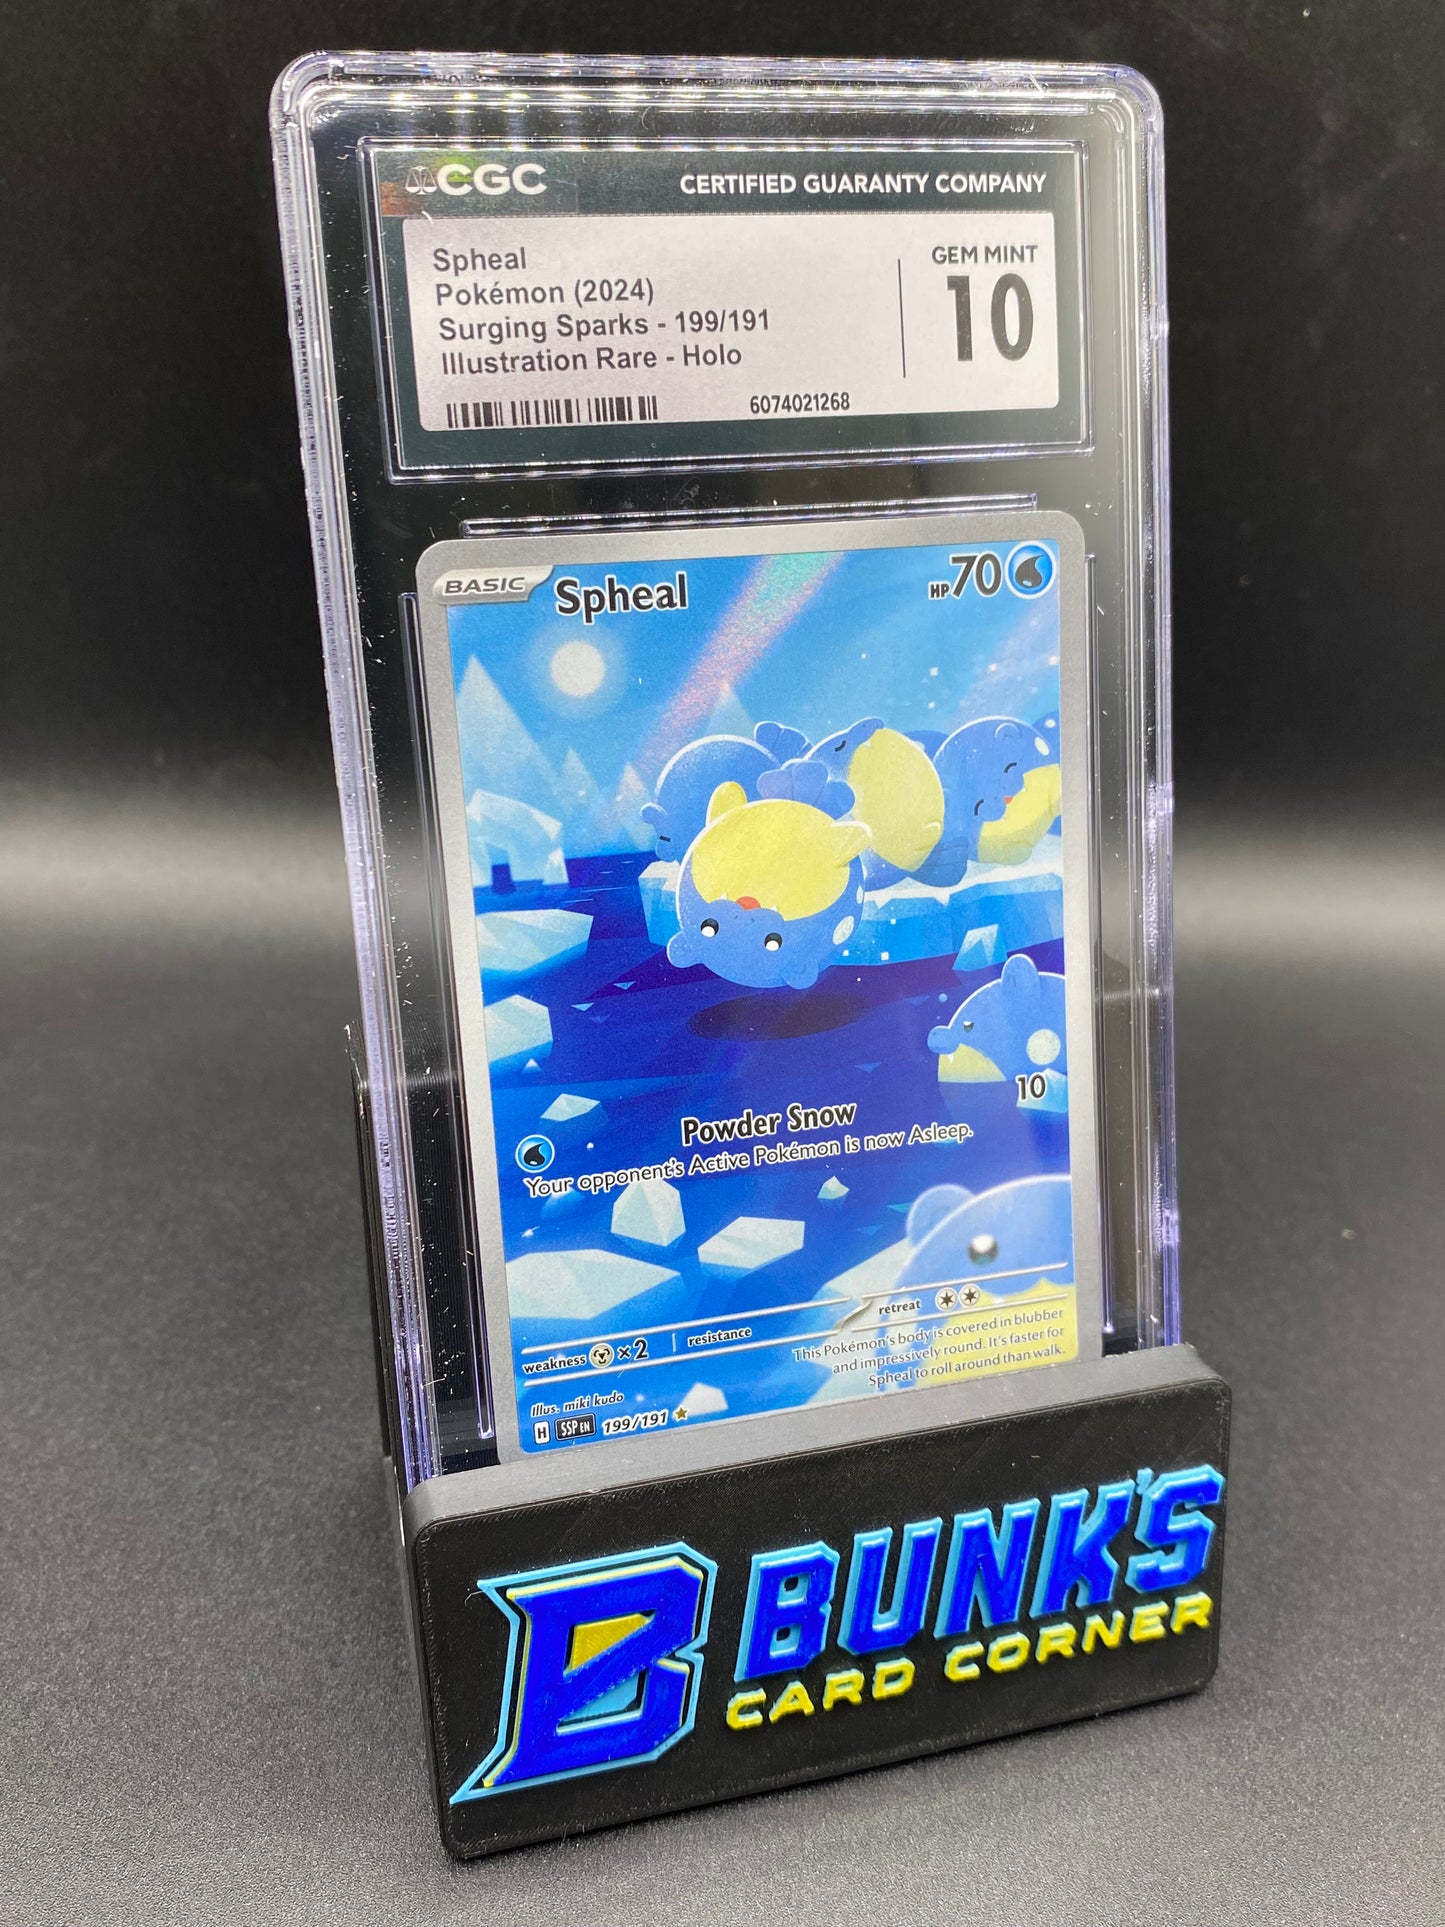 CGC
CERTIFIED GUARANTY COMPANY
Spheal
Pokémon (2024)
Surging Sparks - 199/191
Illustration Rare - Holo
GEM MINT
10
6074021268
BASIC
Spheal
HP70
10
Powder Snow
Your opponent's Active Pokémon is now Asleep.
weakness ×2
resistance
retreat
This Pokémon's body is covered in blubber
and impressively round. It's faster for
Spheal to roll around than walk.
Illus. miki kudo
H SSP EN 199/191
B
BUNK'S
CARD CORNER